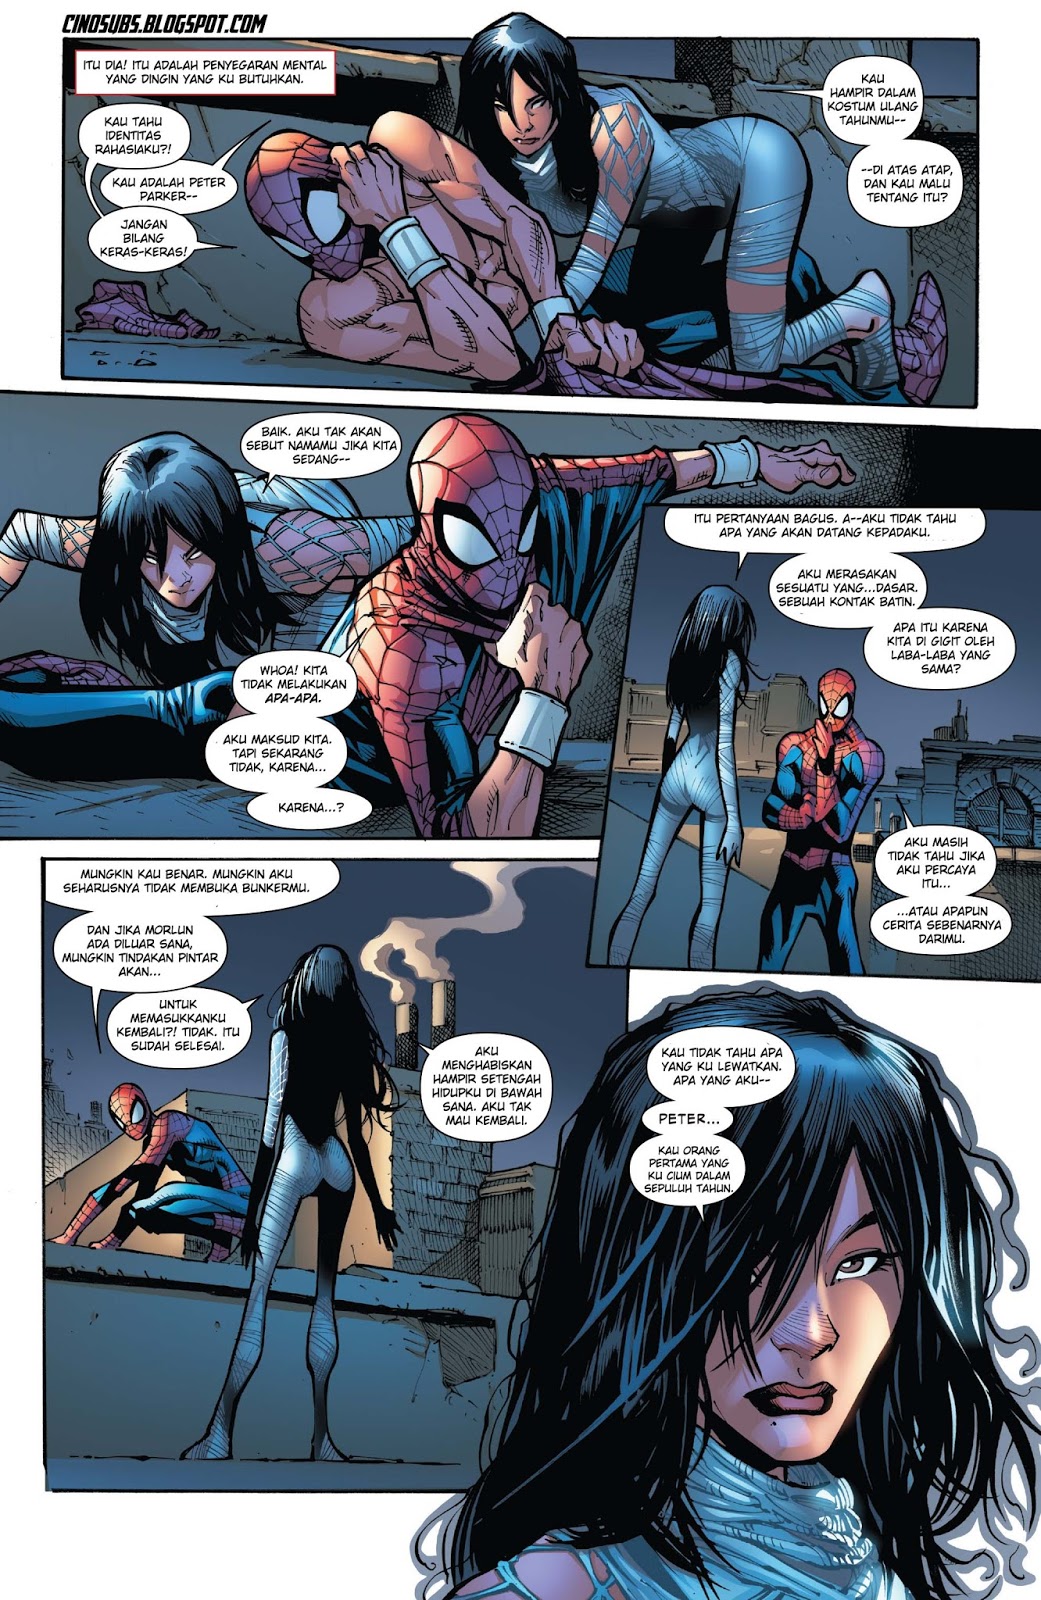 CINOSUBS.BLOGSPOT.COM
ITU DIA! ITU ADALAH PENYEGARAN MENTAL
YANG DINGIN YANG KU BUTUHKAN.
KAU TAHU
IDENTITAS
RAHASIAKU?!
KAU ADALAH PETER
PARKER--
JANGAN
BILANG
KERAS-KERAS!
KAU
HAMPIR DALAM
KOSTUM ULANG
TAHUNMU--
--DI ATAS ATAP,
DAN KAU MALU
TENTANG ITU?
BAIK. AKU TAK AKAN
SEBUT NAMAMU JIKA KITA
SEDANG--
WHOA! KITA
TIDAK MELAKUKAN
APA-APA.
AKU MAKSUD KITA.
TAPI SEKARANG
TIDAK, KARENA...
KARENA...?
ITU PERTANYAAN BAGUS. A--AKU TIDAK TAHU
APA YANG AKAN DATANG KEPADAKU.
AKU MERASAKAN
SESUATU YANG...DASAR.
SEBUAH KONTAK BATIN.
APA ITU KARENA
KITA DI GIGIT OLEH
LABA-LABA YANG
SAMA?
AKU MASIH
TIDAK TAHU JIKA
AKU PERCAYA
ITU...
...ATAU APAPUN
CERITA SEBENARNYA
DARIMU.
MUNGKIN KAU BENAR. MUNGKIN AKU
SEHARUSNYA TIDAK MEMBUKA BUNKERMU.
DAN JIKA MORLUN
ADA DILUAR SANA,
MUNGKIN TINDAKAN PINTAR
AKAN...
UNTUK
MEMASUKKANKU
KEMBALI?! TIDAK. ITU
SUDAH SELESAI.
AKU
MENGHABISKAN
HAMPIR SETENGAH
HIDUPKU DI BAWAH
SANA. AKU TAK
MAU KEMBALI.
KAU TIDAK TAHU APA
YANG KU LEWATKAN.
APA YANG AKU--
PETER...
KAU ORANG
PERTAMA YANG
KU CIUM DALAM
SEPULUH TAHUN.